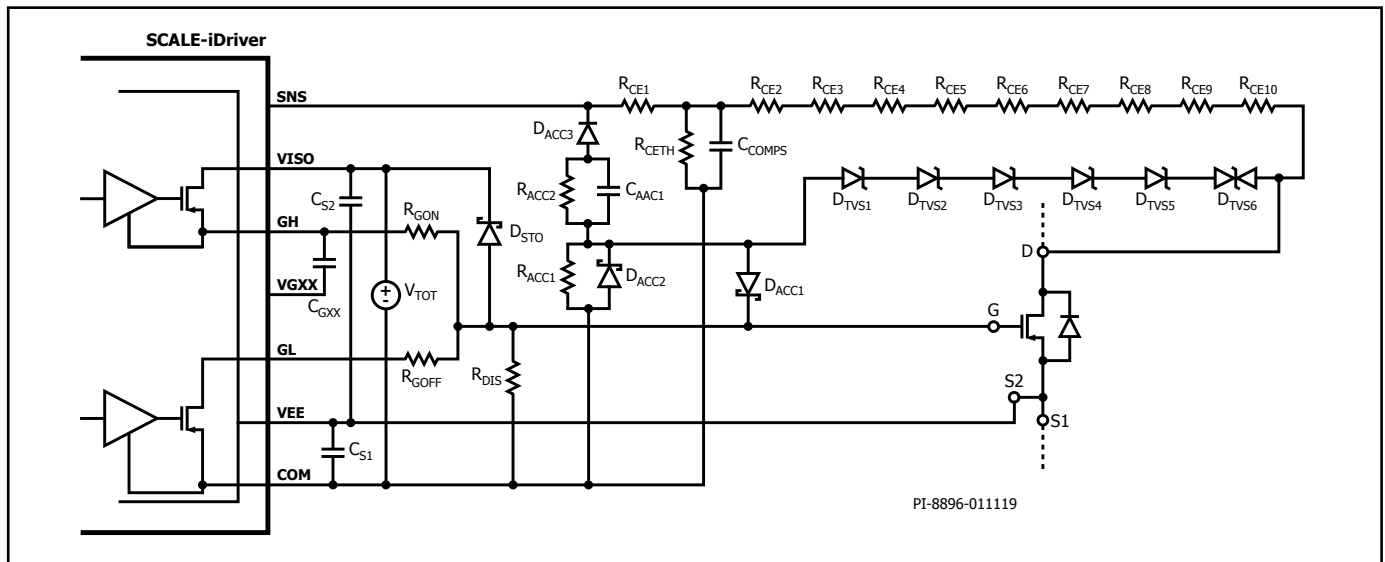 SCALE-iDriver
SNS
RCE1
RCE2
RCE3
RCE4
RCE5
RCE6
RCE7
RCE8
RCE9
RCE10
DACC3
RCETH
CCOMPS
VISO
CS2
RACC2
CAAC1
DTVS1
DTVS2
DTVS3
DTVS4
DTVS5
DTVS6
GH
RGON
DSTO
D
VGXX
CGXX
+
-
VTOT
RACC1
DACC2
DACC1
G
GL
RGOFF
RDIS
S2
VEE
S1
CS1
COM
PI-8896-011119